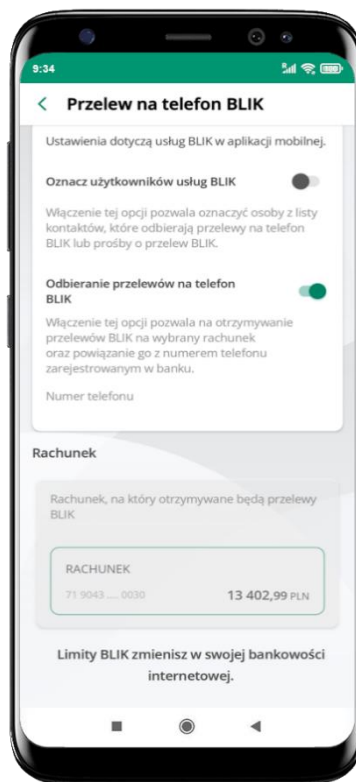 9:34
Przelew na telefon BLIK
Ustawienia dotyczą usług BLIK w aplikacji mobilnej.
Oznacz użytkowników usług BLIK
Włączenie tej opcji pozwala oznaczyć osoby z listy
kontaktów, które odbierają przelewy na telefon
BLIK lub prośby o przelew BLIK.
Odbieranie przelewów na telefon
BLIK
Włączenie tej opcji pozwala na otrzymywanie
przelewów BLIK na wybrany rachunek
oraz powiązanie go z numerem telefonu
zarejestrowanym w banku.
Numer telefonu
Rachunek
Rachunek, na który otrzymywane będą przelewy
BLIK
RACHUNEK
71 9043 .... 0030 13 402,99 PLN
Limity BLIK zmienisz w swojej bankowości
internetowej.